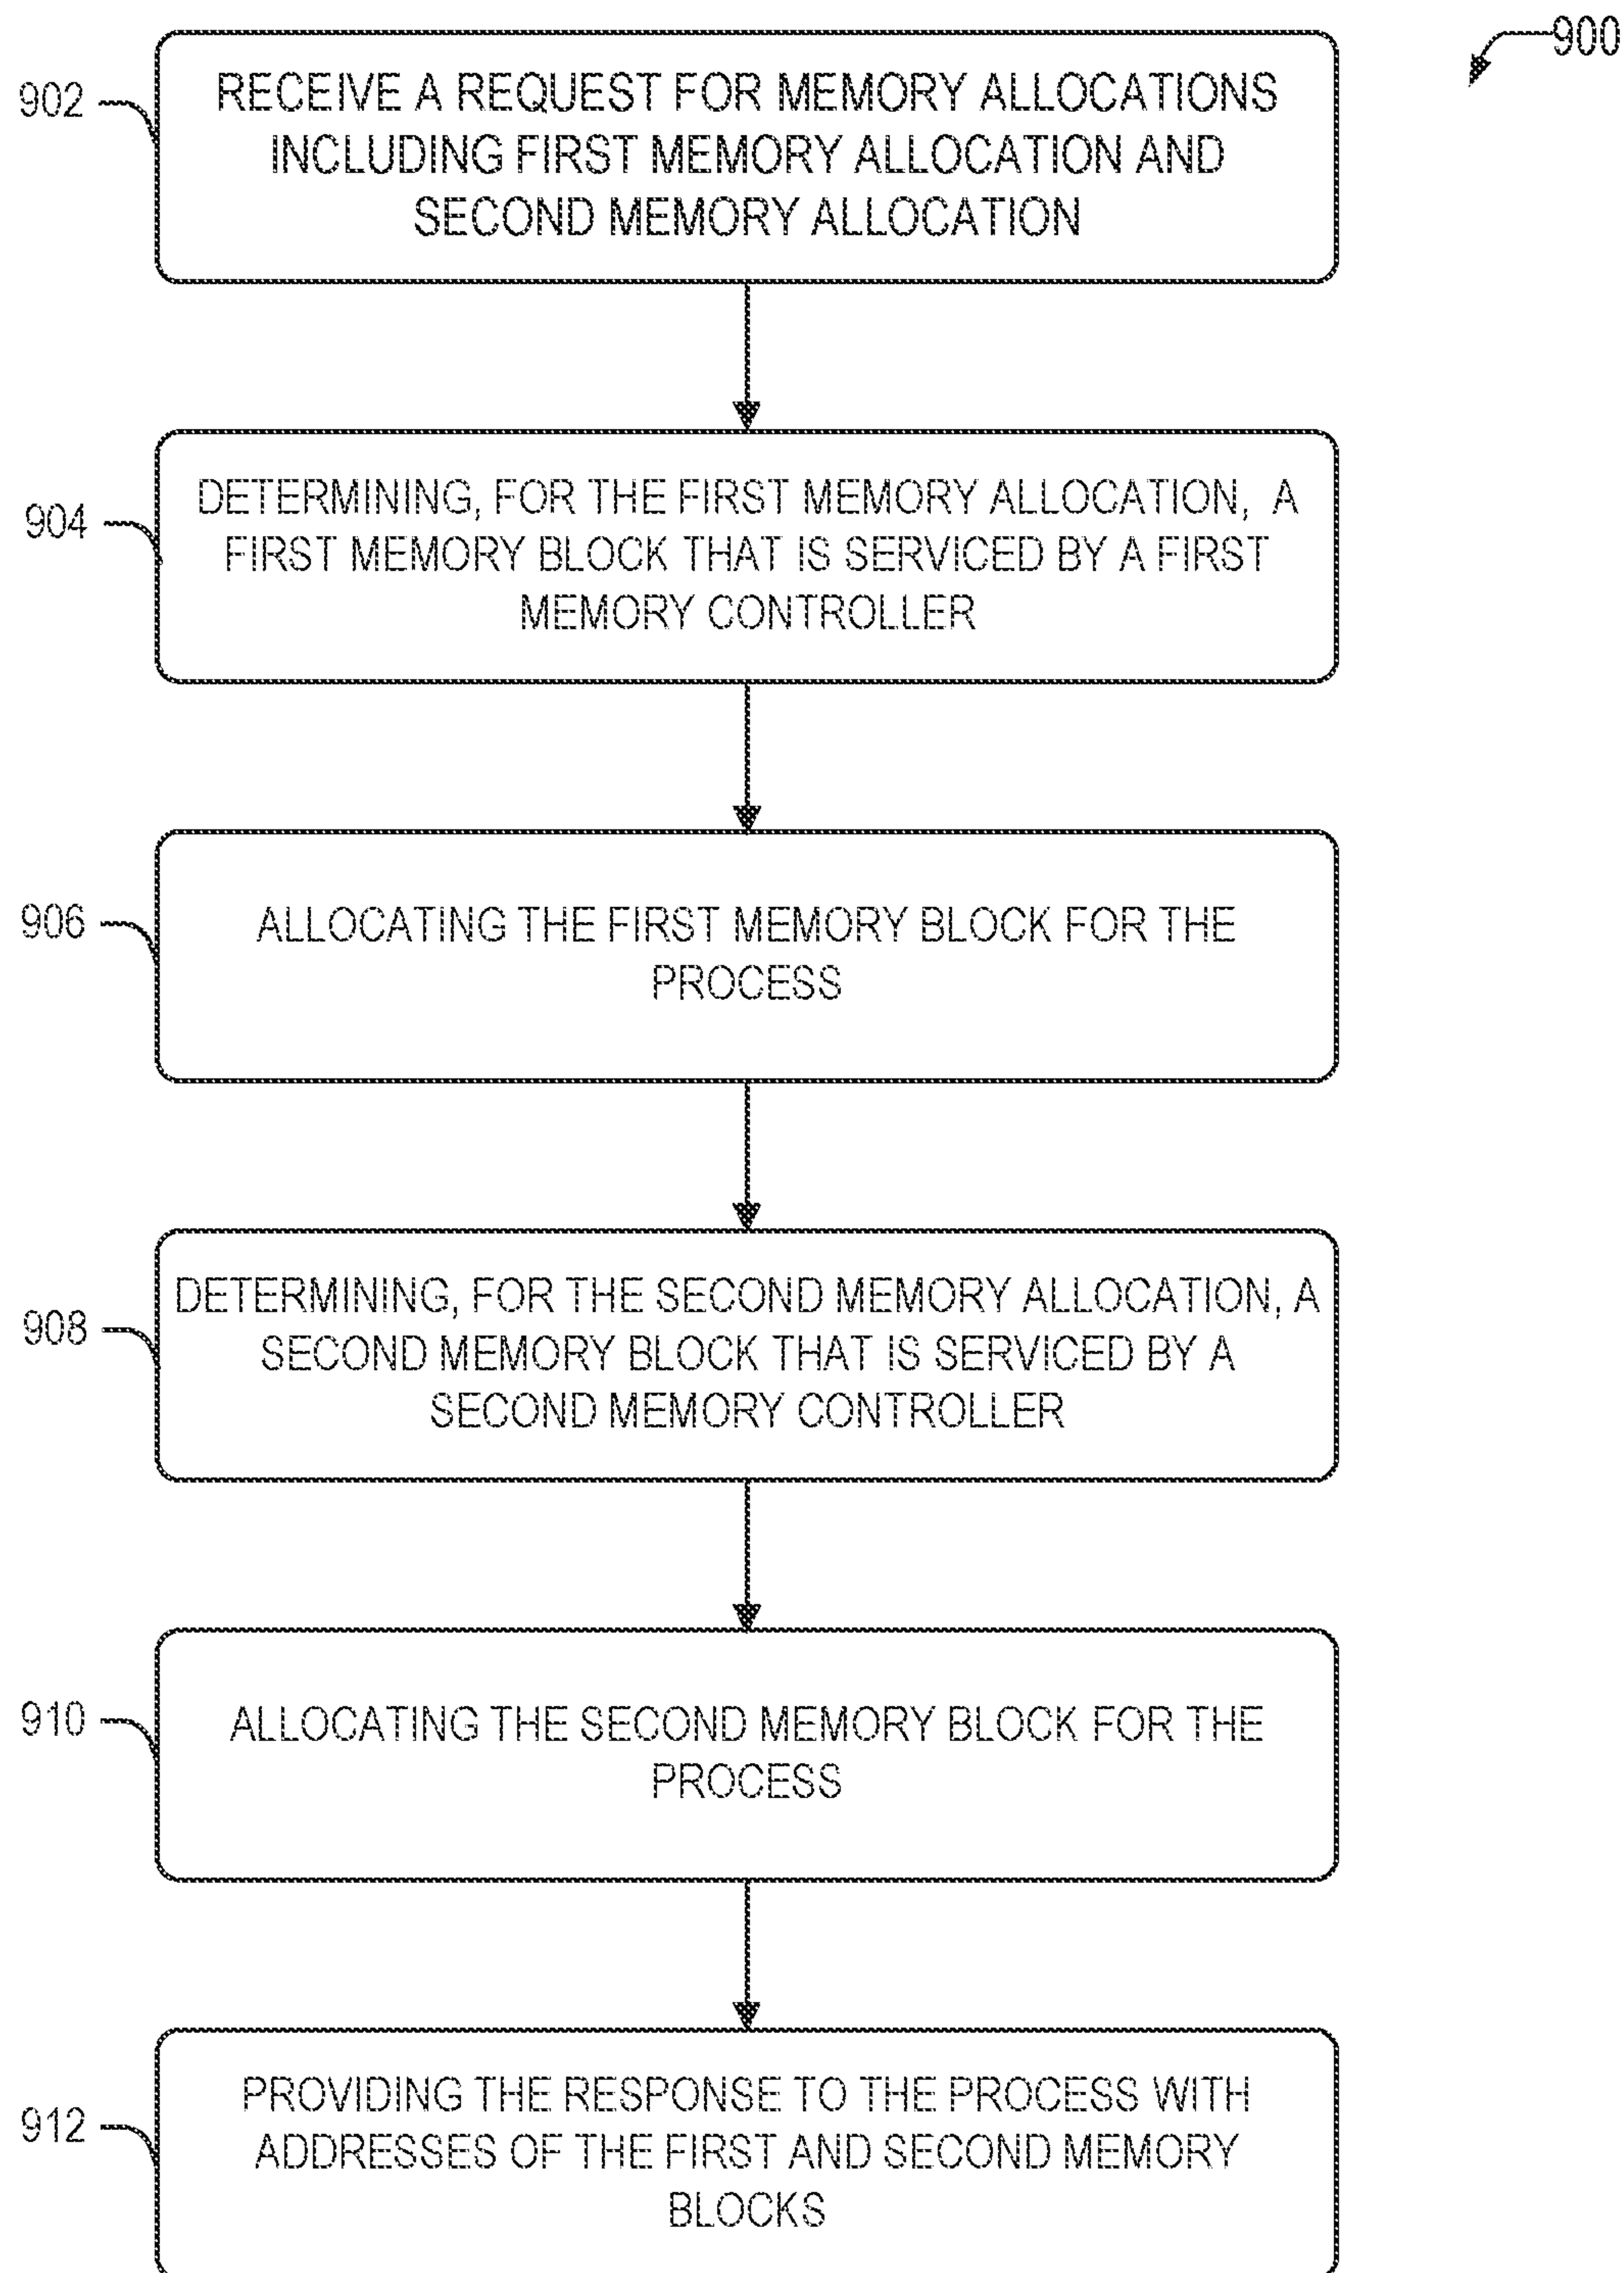 900
902
RECEIVE A REQUEST FOR MEMORY ALLOCATIONS
INCLUDING FIRST MEMORY ALLOCATION AND
SECOND MEMORY ALLOCATION
904
DETERMINING, FOR THE FIRST MEMORY ALLOCATION, A
FIRST MEMORY BLOCK THAT IS SERVICED BY A FIRST
MEMORY CONTROLLER
906
ALLOCATING THE FIRST MEMORY BLOCK FOR THE
PROCESS
908
DETERMINING, FOR THE SECOND MEMORY ALLOCATION, A
SECOND MEMORY BLOCK THAT IS SERVICED BY A
SECOND MEMORY CONTROLLER
910
ALLOCATING THE SECOND MEMORY BLOCK FOR THE
PROCESS
912
PROVIDING THE RESPONSE TO THE PROCESS WITH
ADDRESSES OF THE FIRST AND SECOND MEMORY
BLOCKS